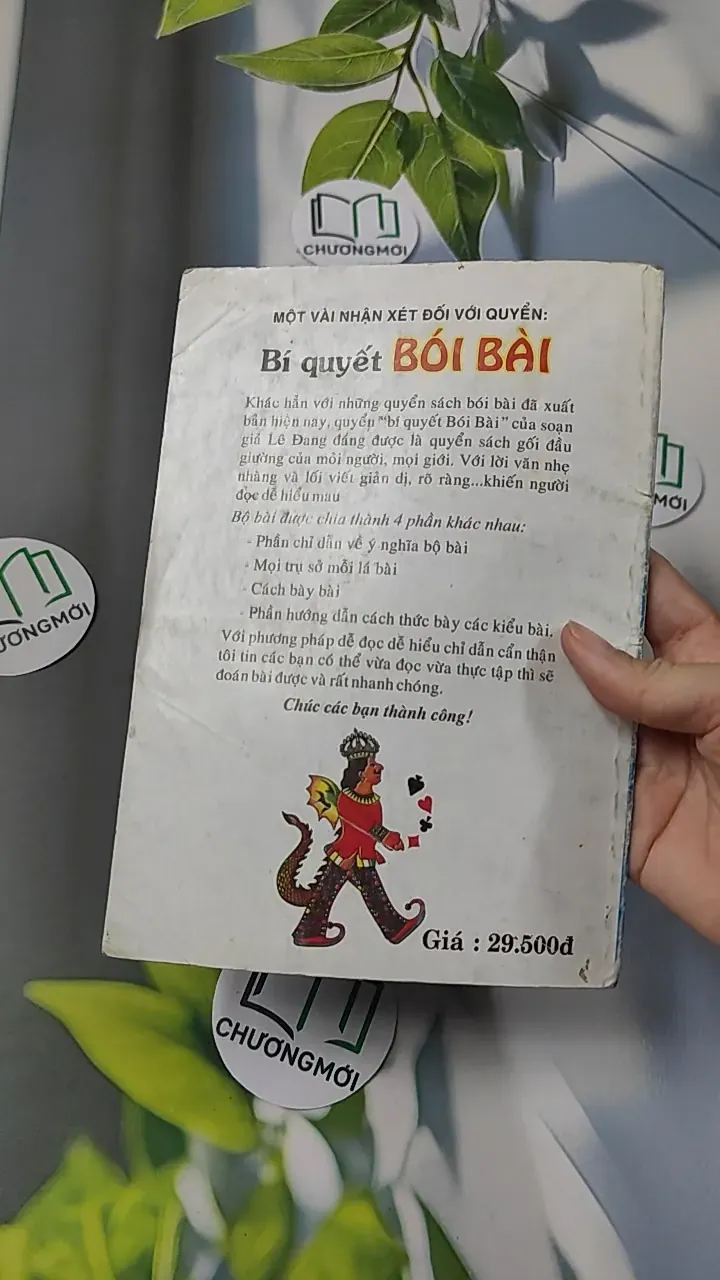 CHƯƠNGMỚI
MỘT VÀI NHẬN XÉT ĐỐI VỚI QUYỂN:
Bí quyết BÓI BÀI
Khác hẳn với những quyển sách bói bài đã xuất
bản hiện nay, quyển "bí quyết Bói Bài" của soạn
giả Lê Đang đáng được là quyển sách gối đầu
giường của mỏi người, mọi giới. Với lời văn nhẹ
nhàng và lối viết giản dị, rõ ràng...khiến người
đọc dễ hiểu mau
Bộ bài được chia thành 4 phần khác nhau:
- Phần chỉ dẫn về ý nghĩa bộ bài
- Mọi trụ sở mỗi lá bài
- Cách bày bài
- Phần hướng dẫn cách thức bày các kiểu bài.
Với phương pháp dễ đọc dễ hiểu chỉ dẫn cẩn thận
tôi tin các bạn có thể vừa đọc vừa thực tập thì sẽ
đoán bài được và rất nhanh chóng.
Chúc các bạn thành công!
Giá : 29.500đ
MỚI
ƯƠNGMỚI
CHƯƠNGMỚI